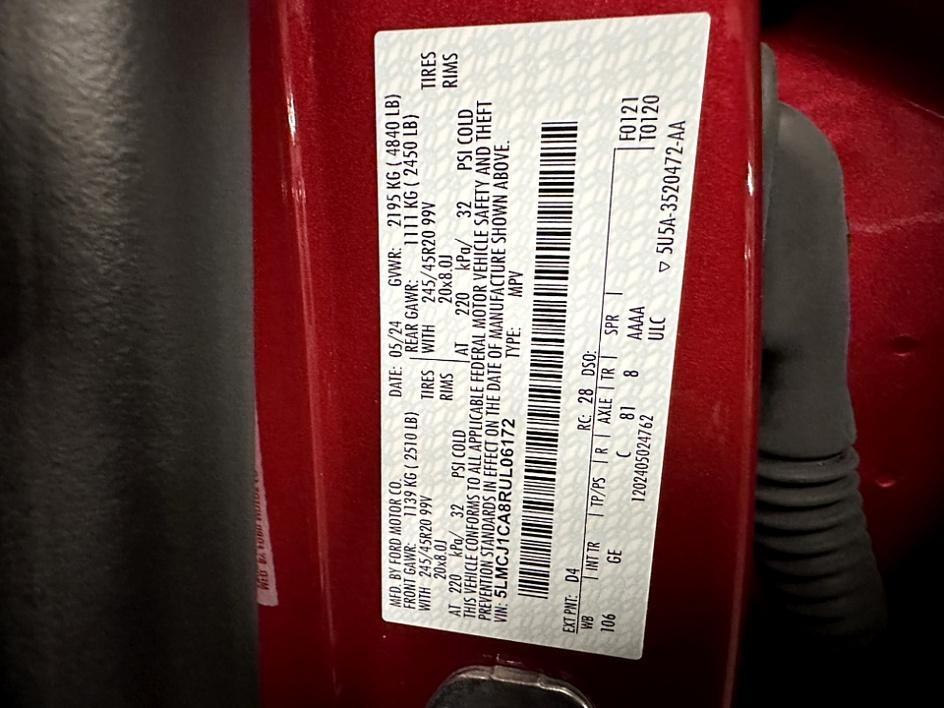 MFD. BY FORD MOTOR CO.
DATE: 05/24 GVWR: 2195 KG ( 4840 LB)
FRONT GAWR: 1139 KG ( 2510 LB)
REAR GAWR: 1111 KG ( 2450 LB)
WITH 245/45R20 99V TIRES
WITH 245/45R20 99V TIRES
20x8.0J RIMS
20x8.0J RIMS
AT 220 kPa/ 32 PSI COLD
AT 220 kPa/ 32 PSI COLD
THIS VEHICLE CONFORMS TO ALL APPLICABLE FEDERAL MOTOR VEHICLE SAFETY AND THEFT
PREVENTION STANDARDS IN EFFECT ON THE DATE OF MANUFACTURE SHOWN ABOVE.
VIN: 5LMCJ1CA8RUL06172 TYPE: MPV
EXT PNT: D4 RC: 28 DSO: F0121
WB INT TR TP/PS R AXLE TR SPR T0120
106 GE C 81 8 AAAA
1202405024762 ULC
▽ 5U5A-3520472-AA